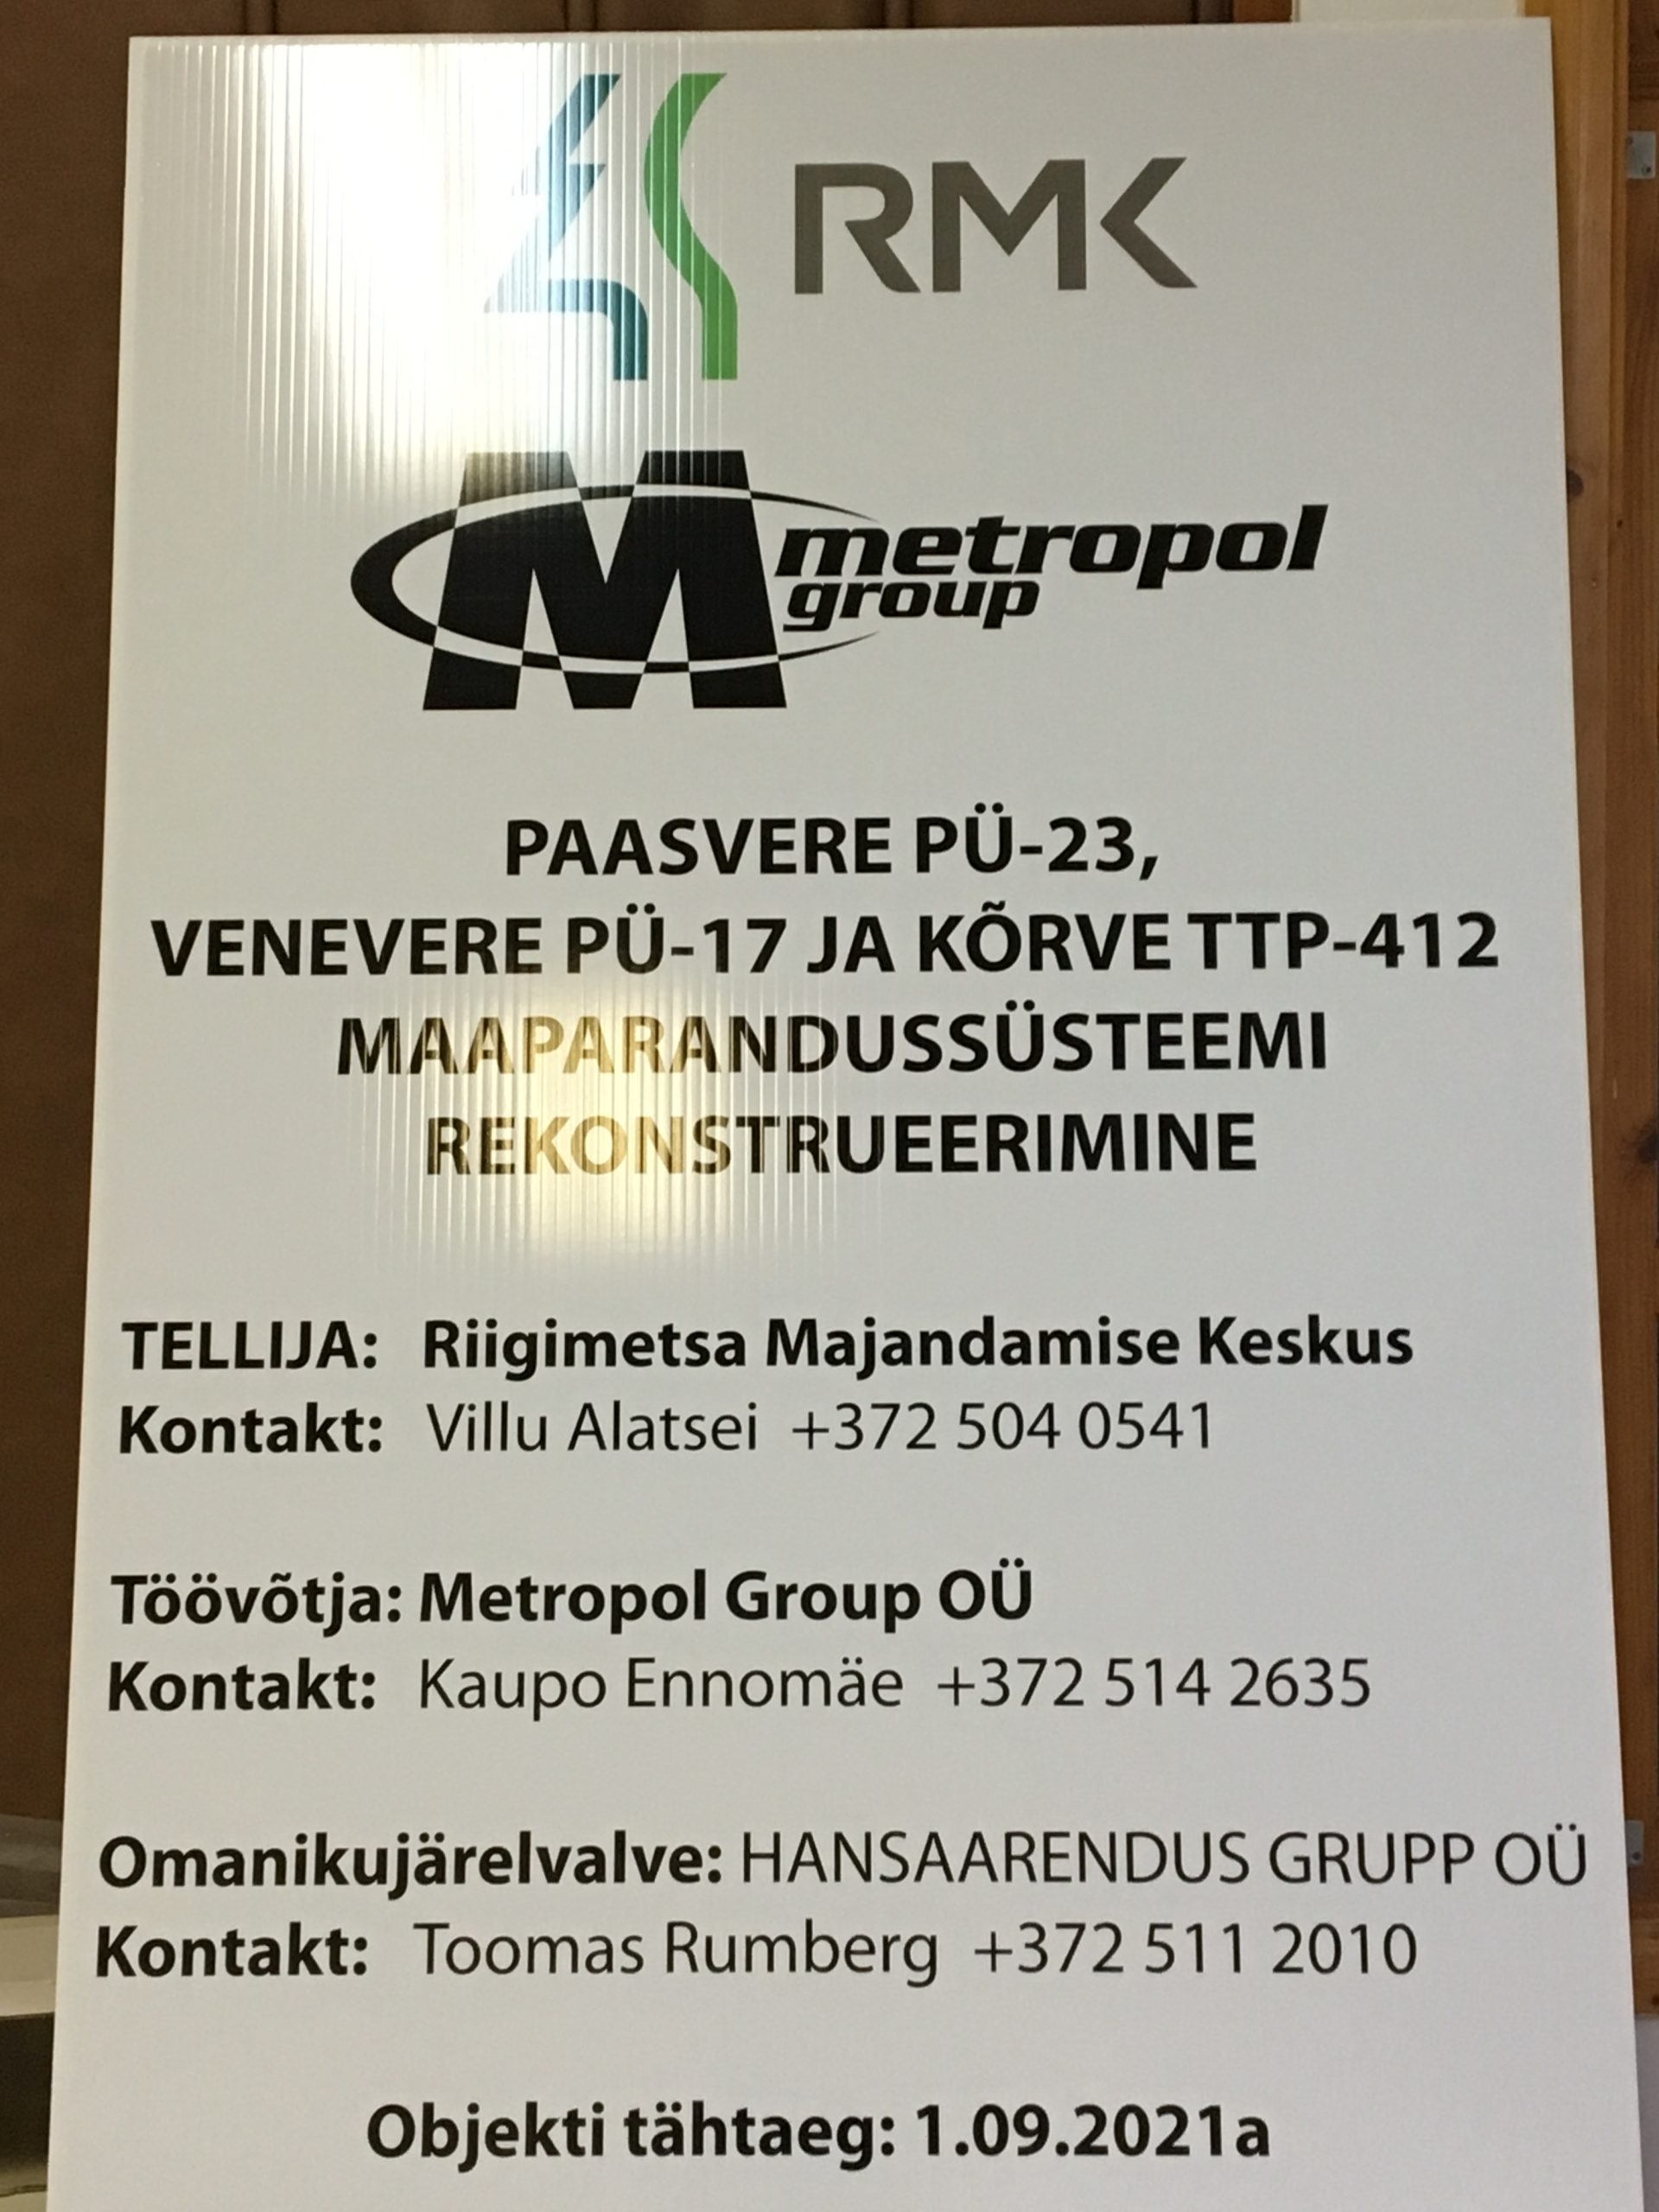 RMK
metropol
group
PAASVERE PÜ-23,
VENEVERE PÜ-17 JA KÕRVE TTP-412
MAAPARANDUSSÜSTEEMI
REKONSTRUEERIMINE
TELLIJA: Riigimetsa Majandamise Keskus
Kontakt: Villu Alatsei +372 504 0541
Töövõtja: Metropol Group OÜ
Kontakt: Kaupo Ennomäe +372 514 2635
Omanikujärelvalve: HANSAARENDUS GRUPP OÜ
Kontakt: Toomas Rumberg +372 511 2010
Objekti tähtaeg: 1.09.2021a